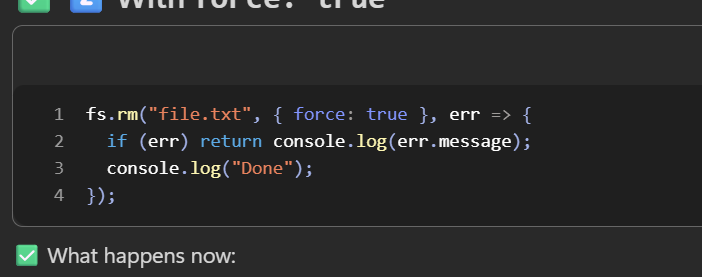 ✅ 2️⃣ With force: true
1 fs.rm("file.txt", { force: true }, err => {
2 if (err) return console.log(err.message);
3 console.log("Done");
4 });
✅ What happens now: